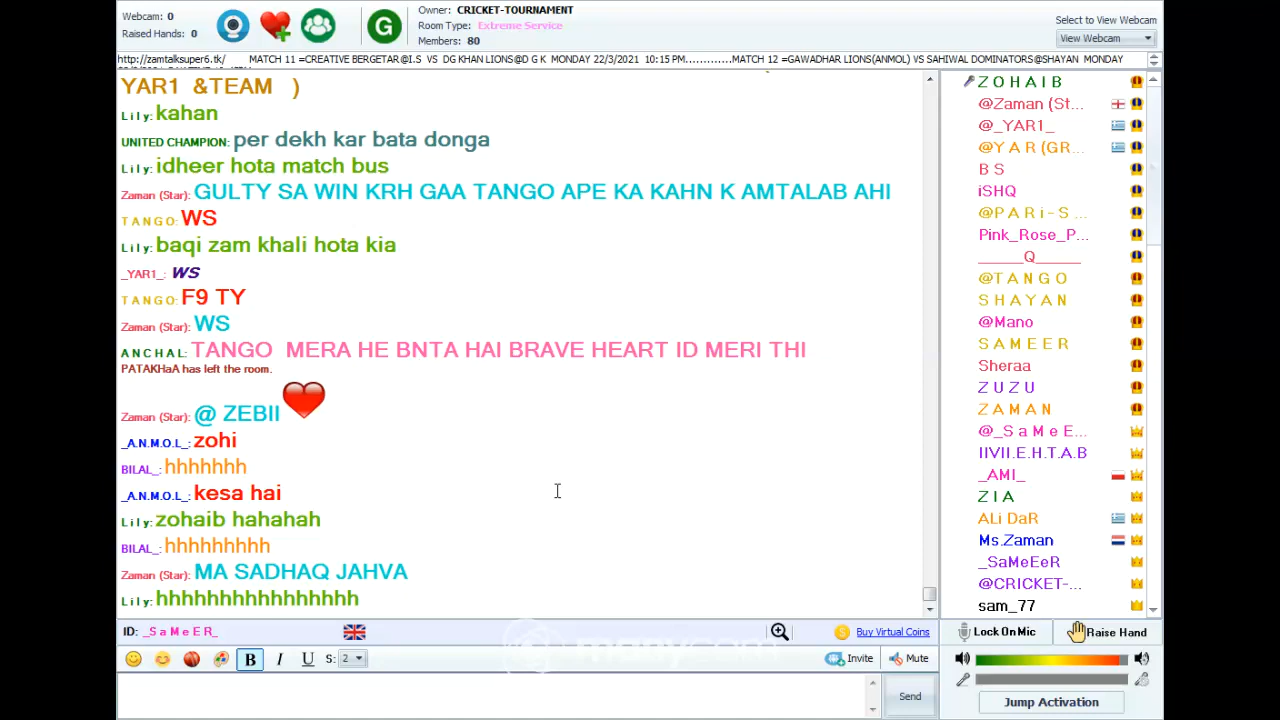 Webcam: 0
Raised Hands: 0
G
Owner: CRICKET-TOURNAMENT
Room Type: Extreme Service
Members: 80
Select to View Webcam
View Webcam
http://zamtalksuper6.tk/ MATCH 11 =CREATIVE BERGETAR@I.S VS DG KHAN LIONS@D G K MONDAY 22/3/2021 10:15 PM.............MATCH 12 =GAWADHAR LIONS(ANMOL) VS SAHIWAL DOMINATORS@SHAYAN MONDAY
YAR1 &TEAM )
Lily: kahan
UNITED CHAMPION: per dekh kar bata donga
Lily: idheer hota match bus
Zaman (Star): GULTY SA WIN KRH GAA TANGO APE KA KAHN K AMTALAB AHI
T A N G O: WS
Lily: baqi zam khali hota kia
_YAR1_: WS
T A N G O: F9 TY
Zaman (Star): WS
A N C H A L: TANGO MERA HE BNTA HAI BRAVE HEART ID MERI THI
PATAKHaA has left the room.
Zaman (Star): @ ZEBII
_A.N.M.O.L_: zohi
BILAL_: hhhhhhh
_A.N.M.O.L_: kesa hai
Lily: zohaib hahahah
BILAL_: hhhhhhhhh
Zaman (Star): MA SADHAQ JAHVA
Lily: hhhhhhhhhhhhhhhhh
Z O H A I B
@Zaman (St...
@_YAR1_
@Y A R (GR...
B S
iSHQ
@P A R i - S ...
Pink_Rose_P...
_____Q_____
@T A N G O
S H A Y A N
@Mano
S A M E E R
Sheraa
Z U Z U
Z A M A N
@_S a M e E...
IIVII.E.H.T.A.B
_AMI_
Z I A
ALi DaR
Ms.Zaman
_SaMeEeR
@CRICKET-...
sam_77
ID: _S a M e E R_
Buy Virtual Coins
Lock On Mic
Raise Hand
B I U S: 2
Invite
Mute
Send
Jump Activation
manycam